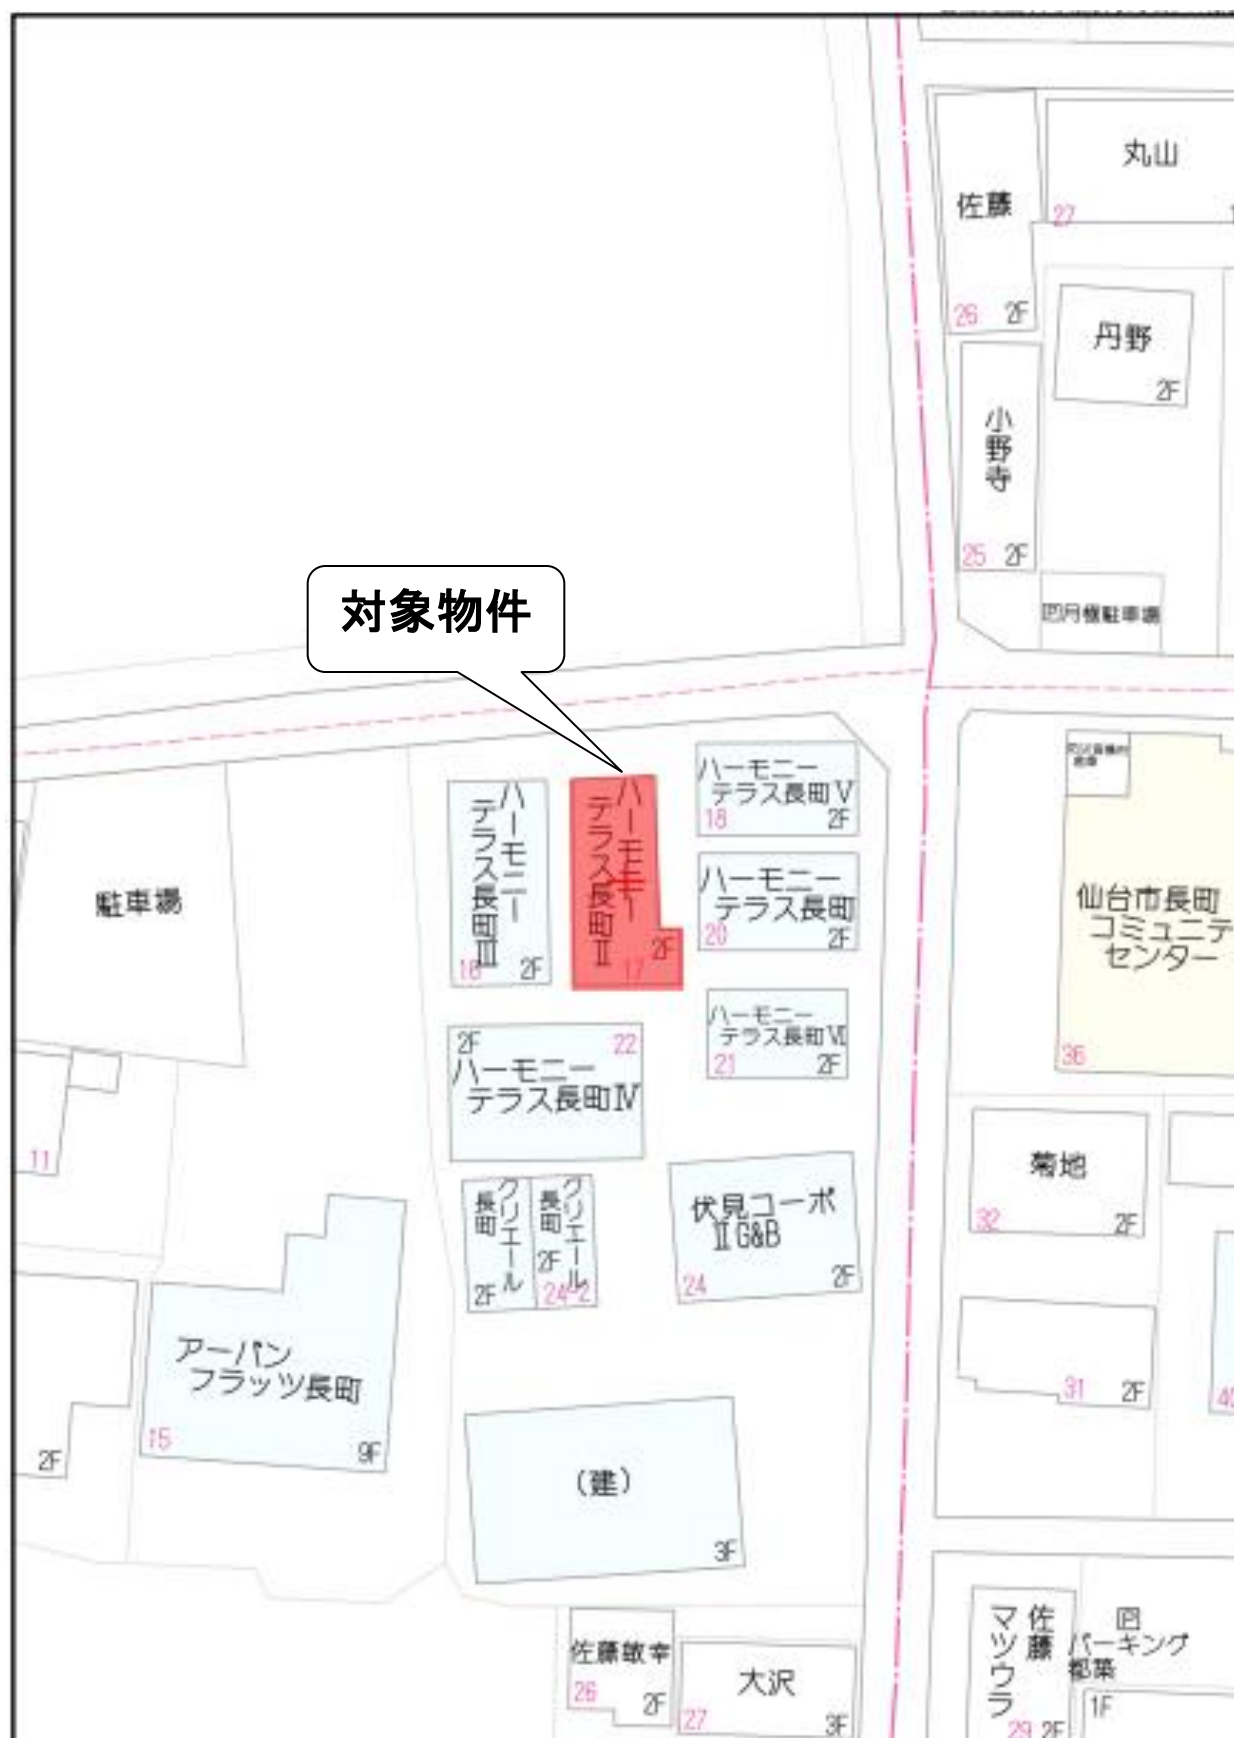 丸山
27
佐藤
26 2F
丹野
2F
小野寺
25 2F
月極駐車場
対象物件
ハーモニー
テラス長町Ⅲ
2F
ハーモニー
テラス長町Ⅱ
17 2F
ハーモニー
テラス長町Ⅴ
18 2F
ハーモニー
テラス長町
20 2F
ハーモニー
テラス長町Ⅵ
21 2F
2F 22
ハーモニー
テラス長町Ⅳ
駐車場
11
仙台市長町
コミュニテ
センター
36
菊地
32 2F
クリエール
長町
2F
クリエール
長町
2F
24-2
伏見コーポ
Ⅱ G&B
24 2F
31 2F
アーバン
フラッツ長町
15 9F
2F
(建)
3F
佐藤敏幸
26 2F
大沢
27 3F
佐藤
マツウラ
29 2F
パーキング
都築
1F